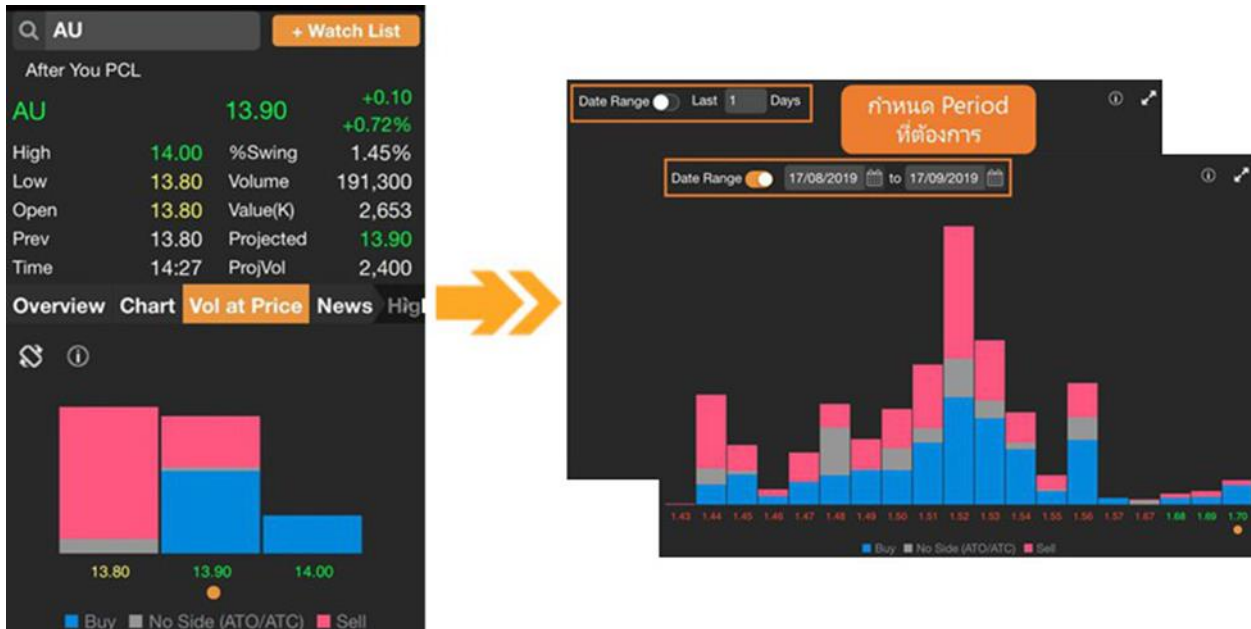 AU
+ Watch List
After You PCL
AU 13.90 +0.10
+0.72%
High 14.00 %Swing 1.45%
Low 13.80 Volume 191,300
Open 13.80 Value(K) 2,653
Prev 13.80 Projected 13.90
Time 14:27 ProjVol 2,400
Overview Chart Vol at Price News High
13.80 13.90 14.00
Buy No Side (ATO/ATC) Sell
Date Range Last 1 Days
กำหนด Period
ที่ต้องการ
Date Range 17/08/2019 to 17/09/2019
1.43 1.44 1.45 1.46 1.47 1.48 1.49 1.50 1.51 1.52 1.53 1.54 1.55 1.56 1.57 1.67 1.68 1.69 1.70
Buy No Side (ATO/ATC) Sell